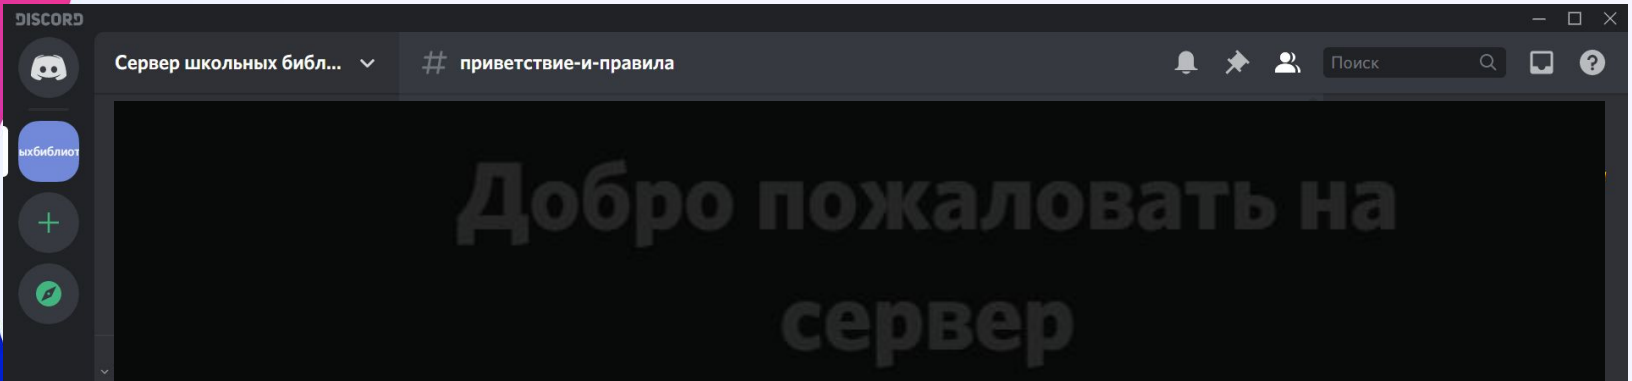 DISCORD
Сервер школьных библ...
приветствие-и-правила
Поиск
ыхбиблиот
Добро пожаловать на
сервер